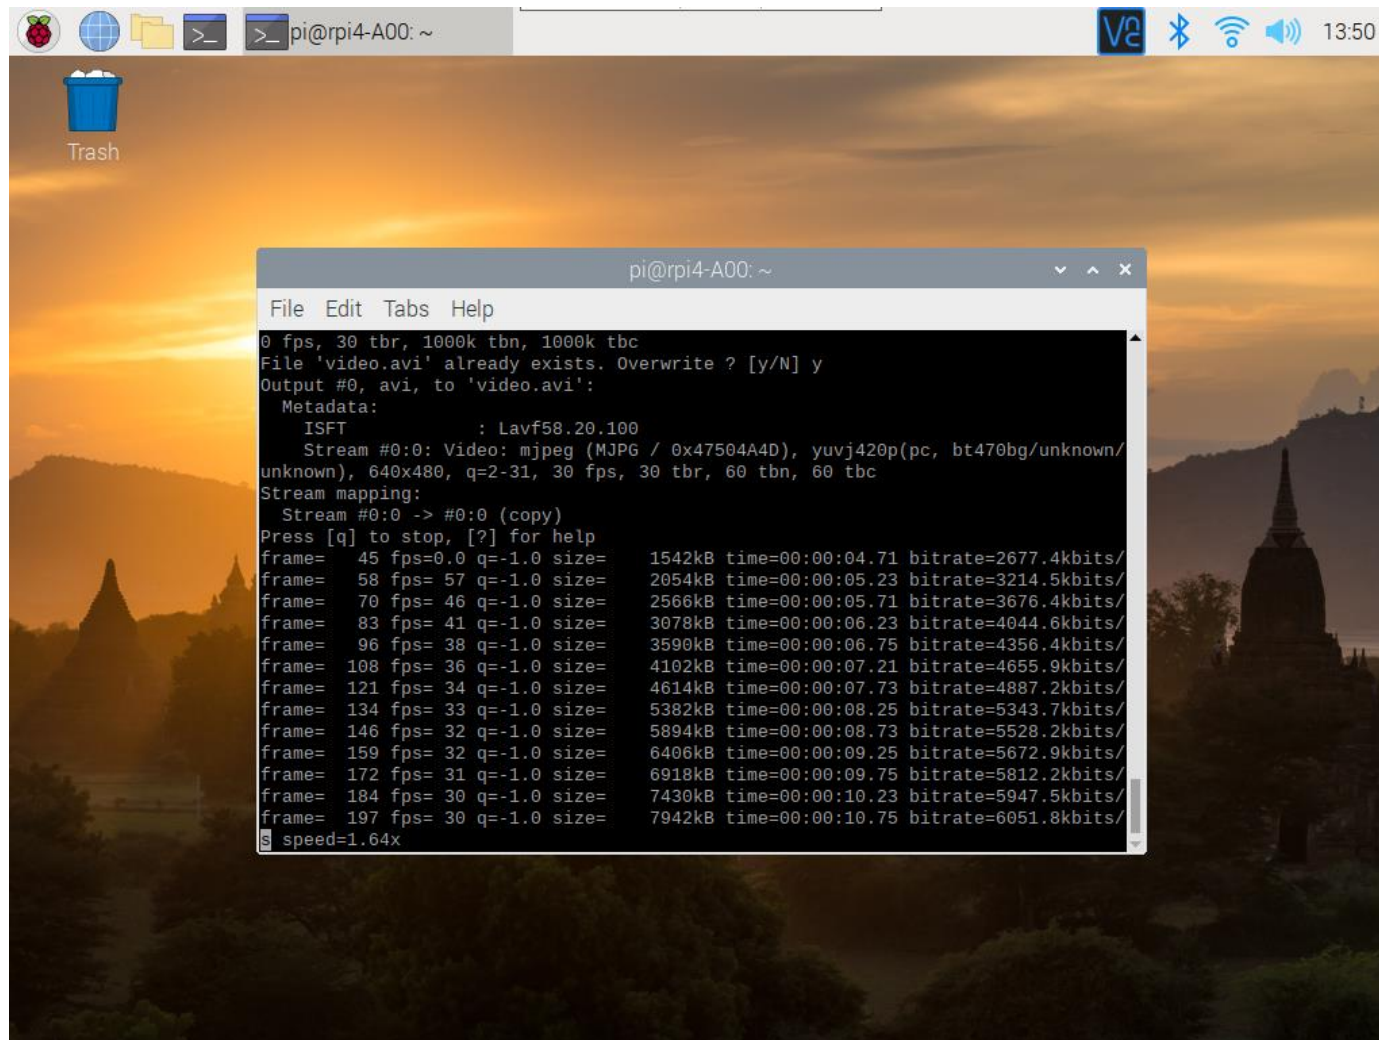 pi@rpi4-A00: ~
13:50
Trash
pi@rpi4-A00: ~
File Edit Tabs Help
0 fps, 30 tbr, 1000k tbn, 1000k tbc
File 'video.avi' already exists. Overwrite ? [y/N] y
Output #0, avi, to 'video.avi':
  Metadata:
    ISFT            : Lavf58.20.100
    Stream #0:0: Video: mjpeg (MJPG / 0x47504A4D), yuvj420p(pc, bt470bg/unknown/
unknown), 640x480, q=2-31, 30 fps, 30 tbr, 60 tbn, 60 tbc
Stream mapping:
  Stream #0:0 -> #0:0 (copy)
Press [q] to stop, [?] for help
frame=   45 fps=0.0 q=-1.0 size=    1542kB time=00:00:04.71 bitrate=2677.4kbits/
frame=   58 fps= 57 q=-1.0 size=    2054kB time=00:00:05.23 bitrate=3214.5kbits/
frame=   70 fps= 46 q=-1.0 size=    2566kB time=00:00:05.71 bitrate=3676.4kbits/
frame=   83 fps= 41 q=-1.0 size=    3078kB time=00:00:06.23 bitrate=4044.6kbits/
frame=   96 fps= 38 q=-1.0 size=    3590kB time=00:00:06.75 bitrate=4356.4kbits/
frame=  108 fps= 36 q=-1.0 size=    4102kB time=00:00:07.21 bitrate=4655.9kbits/
frame=  121 fps= 34 q=-1.0 size=    4614kB time=00:00:07.73 bitrate=4887.2kbits/
frame=  134 fps= 33 q=-1.0 size=    5382kB time=00:00:08.25 bitrate=5343.7kbits/
frame=  146 fps= 32 q=-1.0 size=    5894kB time=00:00:08.73 bitrate=5528.2kbits/
frame=  159 fps= 32 q=-1.0 size=    6406kB time=00:00:09.25 bitrate=5672.9kbits/
frame=  172 fps= 31 q=-1.0 size=    6918kB time=00:00:09.75 bitrate=5812.2kbits/
frame=  184 fps= 30 q=-1.0 size=    7430kB time=00:00:10.23 bitrate=5947.5kbits/
frame=  197 fps= 30 q=-1.0 size=    7942kB time=00:00:10.75 bitrate=6051.8kbits/
s speed=1.64x